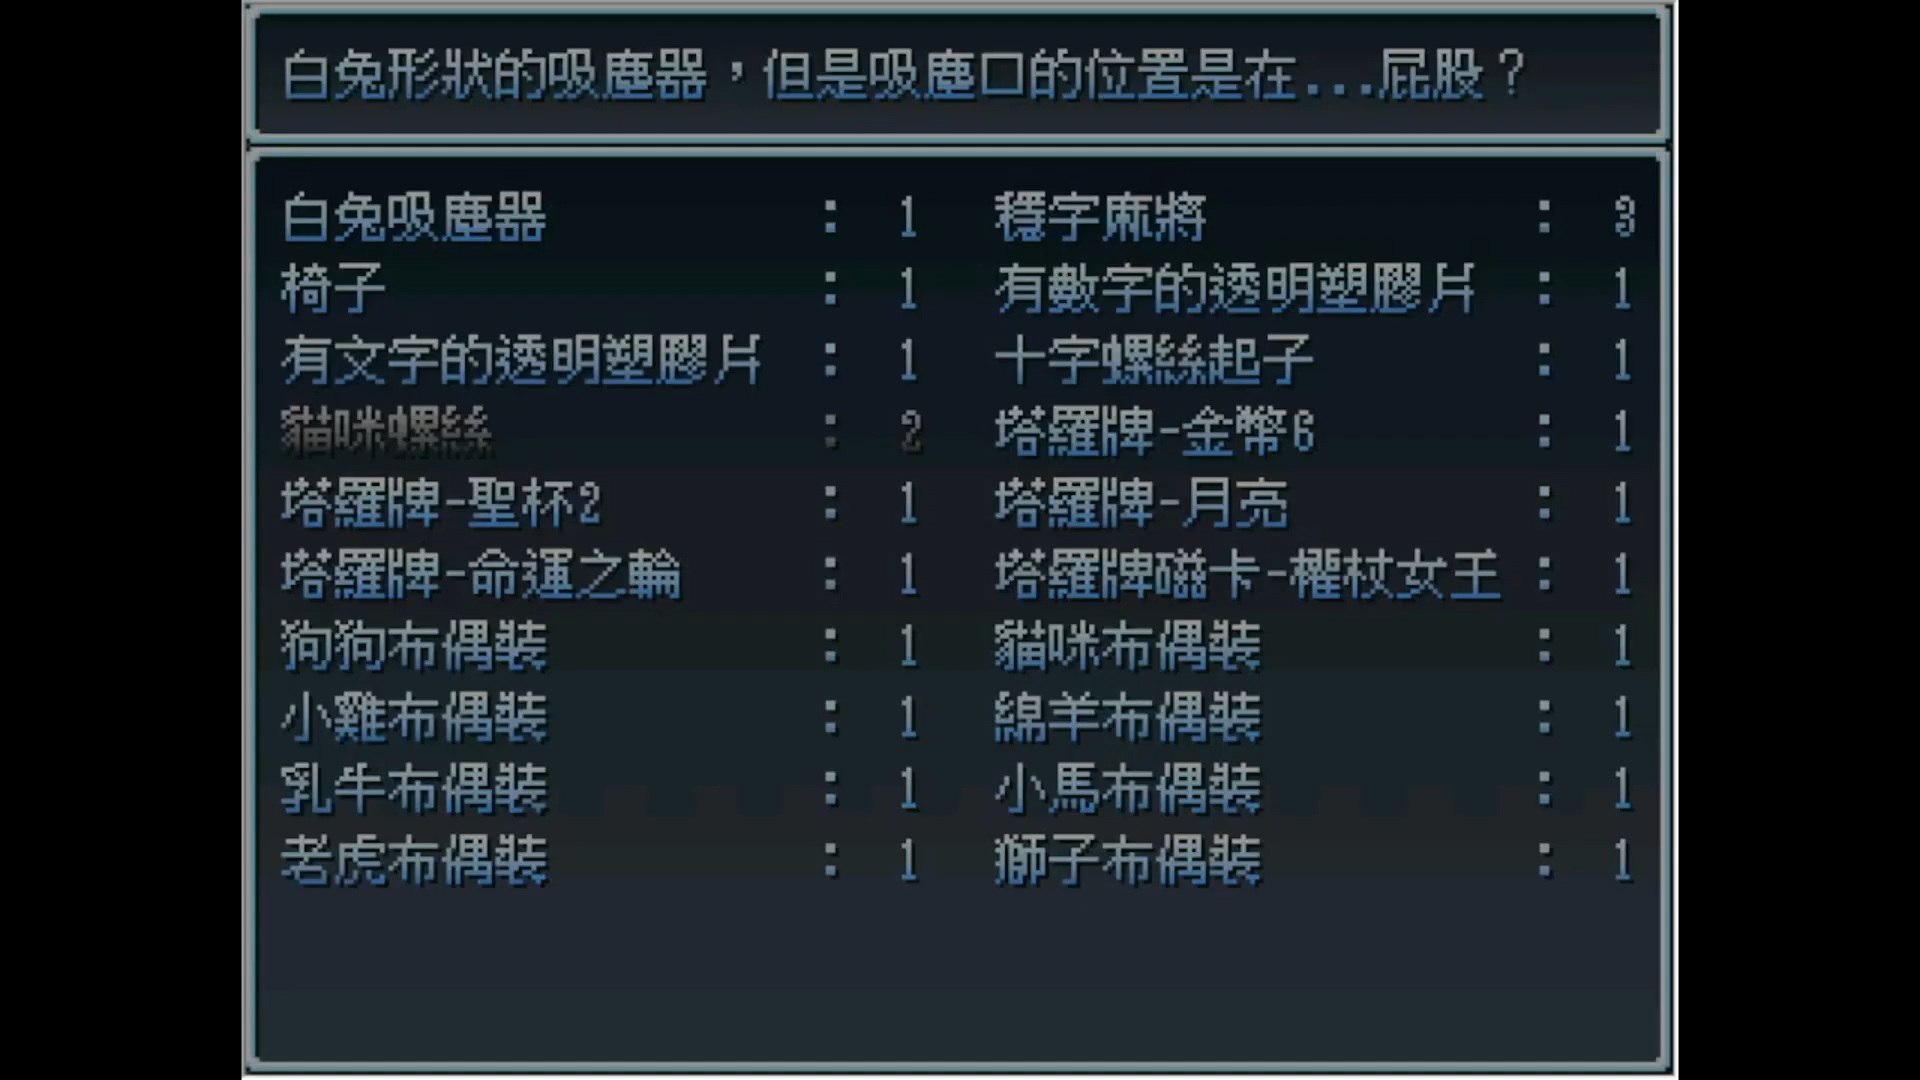 白兔形狀的吸塵器，但是吸塵口的位置是在...屁股？
白兔吸塵器 : 1 穩字麻將 : 3
椅子 : 1 有數字的透明塑膠片 : 1
有文字的透明塑膠片 : 1 十字螺絲起子 : 1
貓咪螺絲 : 2 塔羅牌-金幣6 : 1
塔羅牌-聖杯2 : 1 塔羅牌-月亮 : 1
塔羅牌-命運之輪 : 1 塔羅牌磁卡-權杖女王 : 1
狗狗布偶裝 : 1 貓咪布偶裝 : 1
小雞布偶裝 : 1 綿羊布偶裝 : 1
乳牛布偶裝 : 1 小馬布偶裝 : 1
老虎布偶裝 : 1 獅子布偶裝 : 1